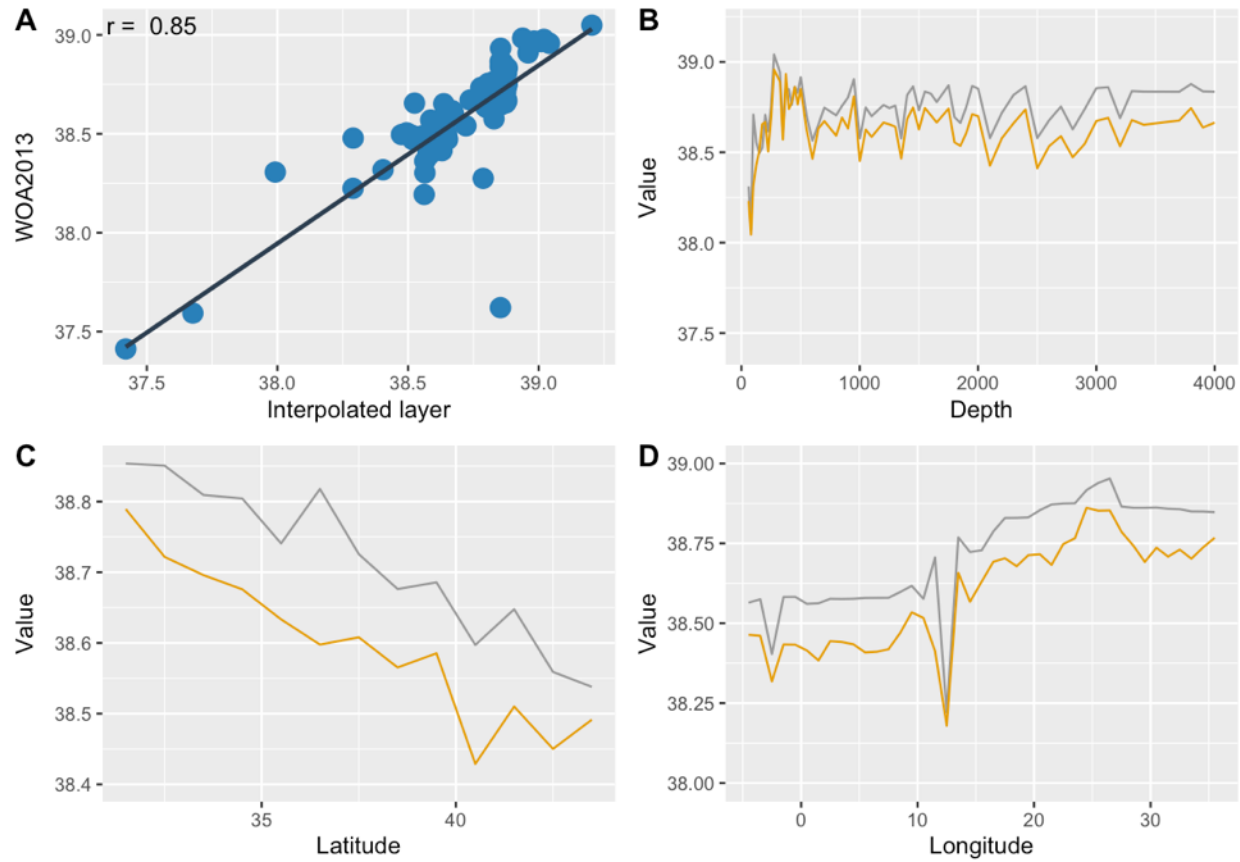 A
r =  0.85
39.0
38.5
38.0
37.5
WOA2013
37.5 38.0 38.5 39.0
Interpolated layer
B
39.0
38.5
38.0
37.5
Value
0 1000 2000 3000 4000
Depth
C
38.8
38.7
38.6
38.5
38.4
Value
35 40
Latitude
D
39.00
38.75
38.50
38.25
38.00
Value
0 10 20 30
Longitude